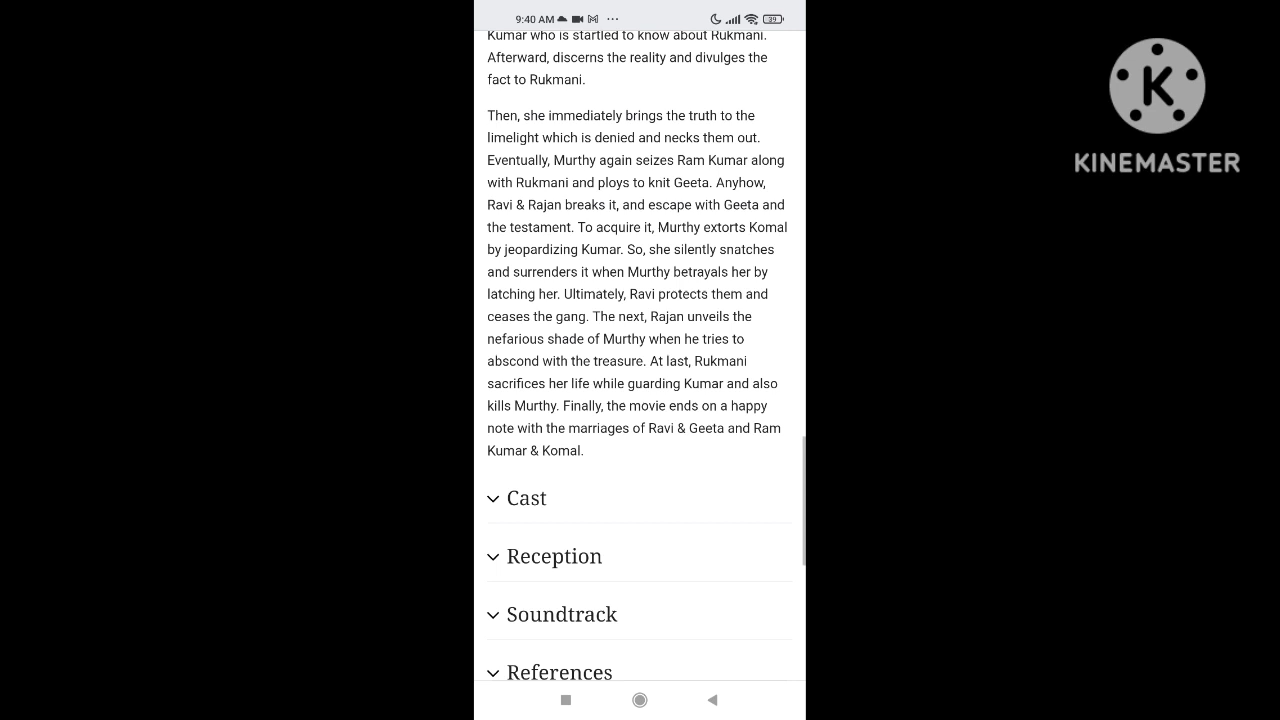 9:40 AM
39
Kumar who is startled to know about Rukmani.
Afterward, discerns the reality and divulges the
fact to Rukmani.
Then, she immediately brings the truth to the
limelight which is denied and necks them out.
Eventually, Murthy again seizes Ram Kumar along
with Rukmani and ploys to knit Geeta. Anyhow,
Ravi & Rajan breaks it, and escape with Geeta and
the testament. To acquire it, Murthy extorts Komal
by jeopardizing Kumar. So, she silently snatches
and surrenders it when Murthy betrayals her by
latching her. Ultimately, Ravi protects them and
ceases the gang. The next, Rajan unveils the
nefarious shade of Murthy when he tries to
abscond with the treasure. At last, Rukmani
sacrifices her life while guarding Kumar and also
kills Murthy. Finally, the movie ends on a happy
note with the marriages of Ravi & Geeta and Ram
Kumar & Komal.
Cast
Reception
Soundtrack
References
K
KINEMASTER